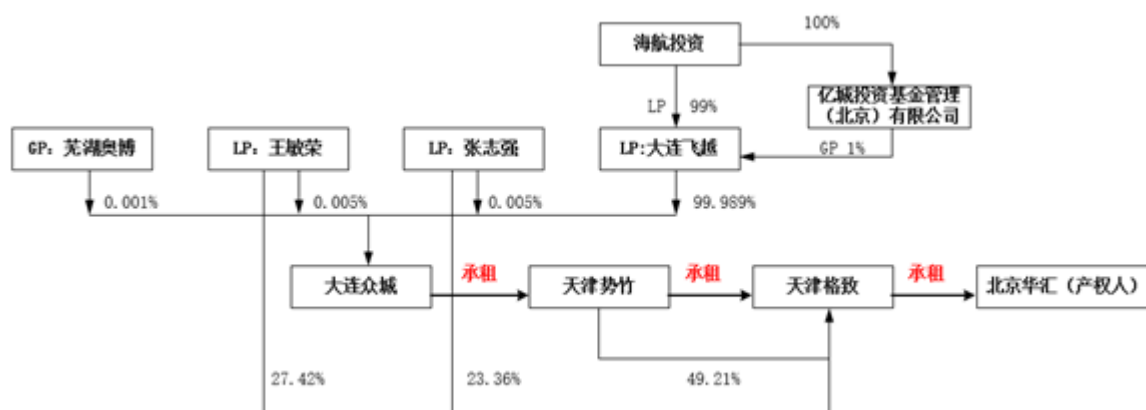 100%
海航投资
LP 99%
亿城投资基金管理
（北京）有限公司
GP：芜湖奥博
LP：王敏荣
LP：张志强
LP:大连飞越
GP 1%
0.001%
0.005%
0.005%
99.989%
大连众城
承租
天津势竹
承租
天津格致
承租
北京华汇（产权人）
27.42%
23.36%
49.21%